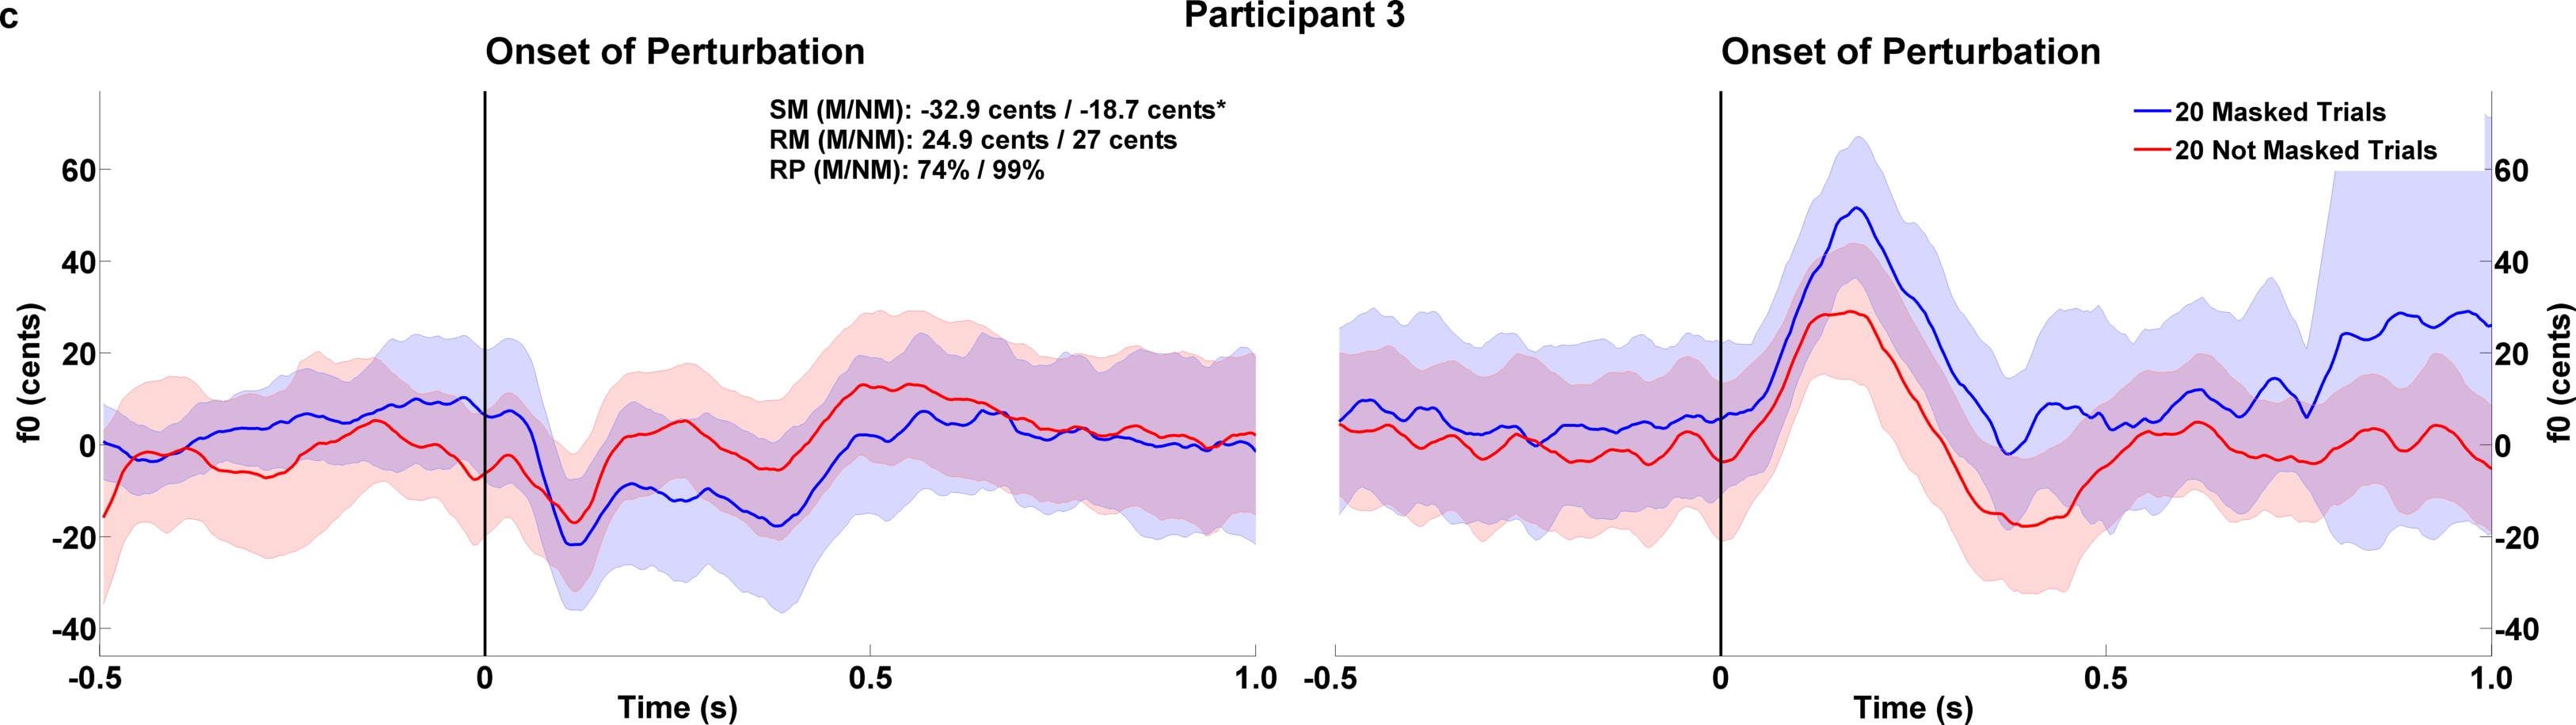 c
Participant 3
Onset of Perturbation
Onset of Perturbation
SM (M/NM): -32.9 cents / -18.7 cents*
RM (M/NM): 24.9 cents / 27 cents
RP (M/NM): 74% / 99%
20 Masked Trials
20 Not Masked Trials
f0 (cents)
60
40
20
0
-20
-40
-0.5
0
0.5
1.0
Time (s)
60
40
20
0
-20
-40
f0 (cents)
-0.5
0
0.5
1.0
Time (s)